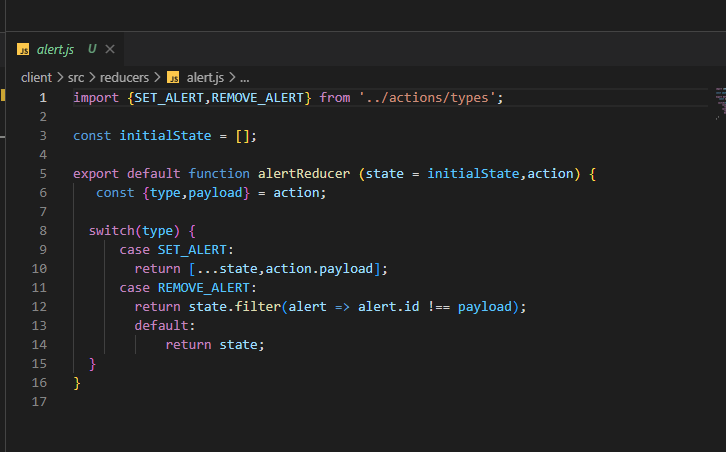 JS alert.js U ×
client > src > reducers > JS alert.js > ...
1 import {SET_ALERT,REMOVE_ALERT} from '../actions/types';
2
3 const initialState = [];
4
5 export default function alertReducer (state = initialState,action) {
6 const {type,payload} = action;
7
8 switch(type) {
9 case SET_ALERT:
10 return [...state,action.payload];
11 case REMOVE_ALERT:
12 return state.filter(alert => alert.id !== payload);
13 default:
14 return state;
15 }
16 }
17